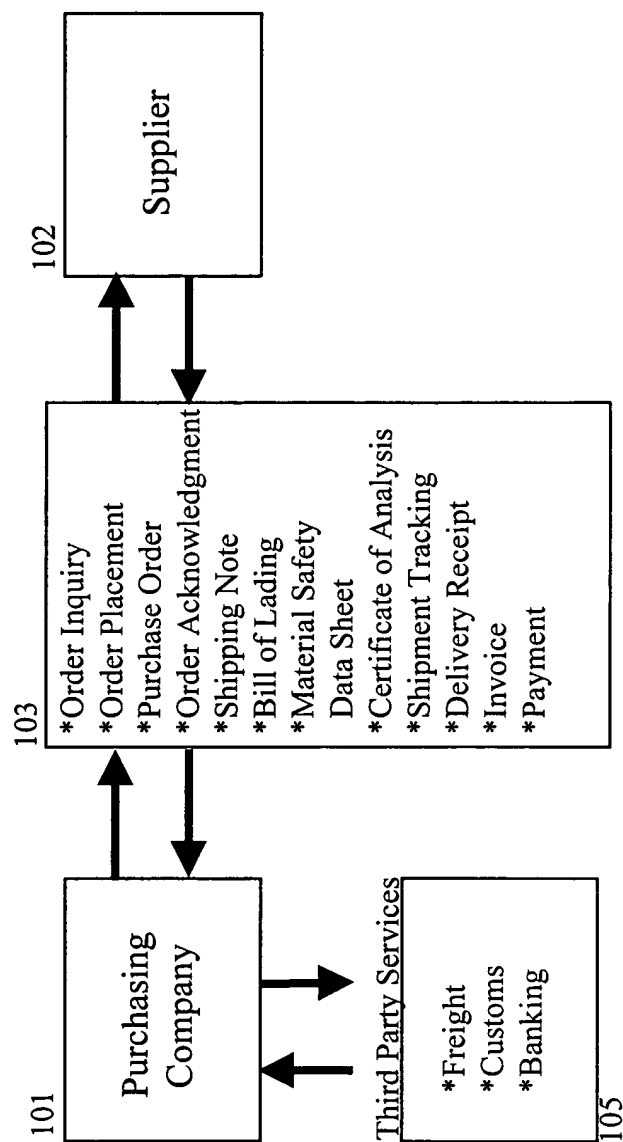 101
Purchasing
Company
Third Party Services
*Freight
*Customs
*Banking
105
103
*Order Inquiry
*Order Placement
*Purchase Order
*Order Acknowledgment
*Shipping Note
*Bill of Lading
*Material Safety
Data Sheet
*Certificate of Analysis
*Shipment Tracking
*Delivery Receipt
*Invoice
*Payment
102
Supplier